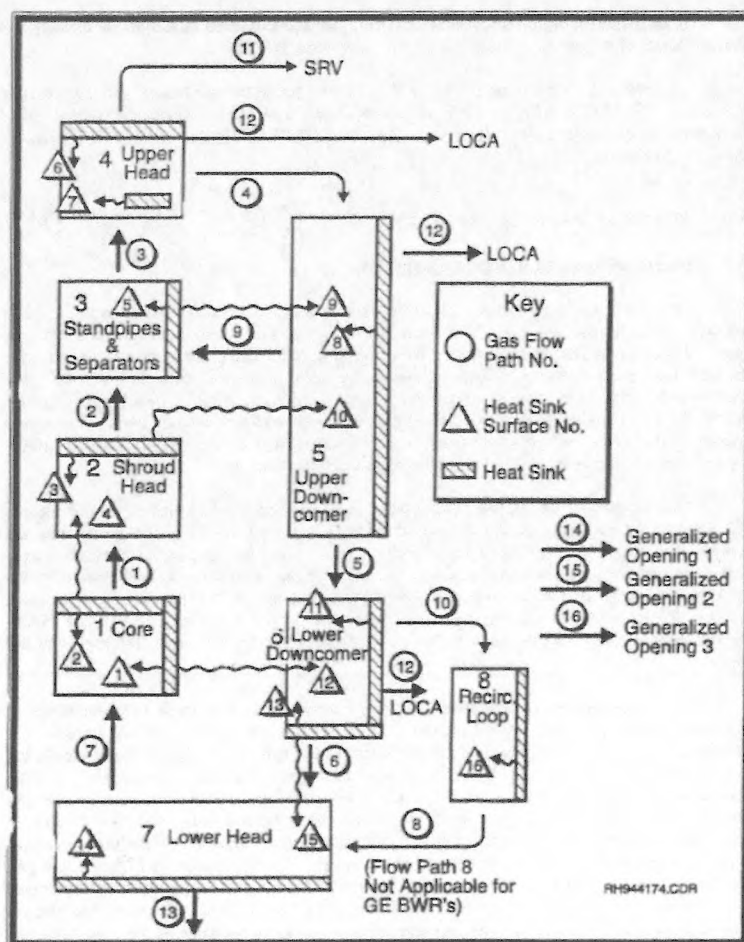 11
SRV
12
LOCA
4
Upper
Head
6
7
4
3
12
LOCA
3
5
Standpipes
&
Separators
9
9
8
Key
Gas Flow
Path No.
Heat Sink
Surface No.
Heat Sink
2
10
2
Shroud
Head
3
4
5
Upper
Down-
comer
1
5
14
Generalized
Opening 1
15
Generalized
Opening 2
16
Generalized
Opening 3
1 Core
2
1
11
6
Lower
Downcomer
12
13
10
12
LOCA
8
Recirc.
Loop
16
7
6
7 Lower Head
14
15
8
(Flow Path 8
Not Applicable for
GE BWR's)
13
RH944174.CDR